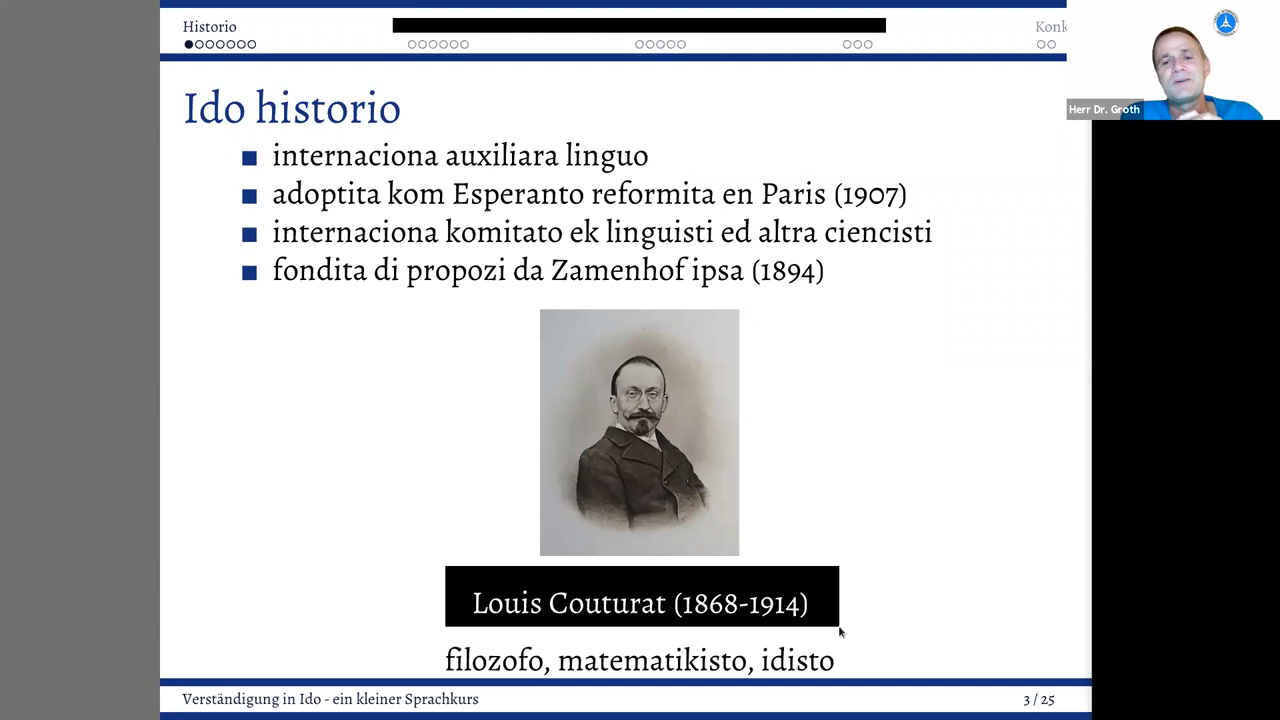 Historio
Konk
Herr Dr. Groth
Ido historio
internaciona auxiliara linguo
adoptita kom Esperanto reformita en Paris (1907)
internaciona komitato ek linguisti ed altra ciencisti
fondita di propozi da Zamenhof ipsa (1894)
Louis Couturat (1868-1914)
filozofo, matematikisto, idisto
Verständigung in Ido - ein kleiner Sprachkurs
3 / 25